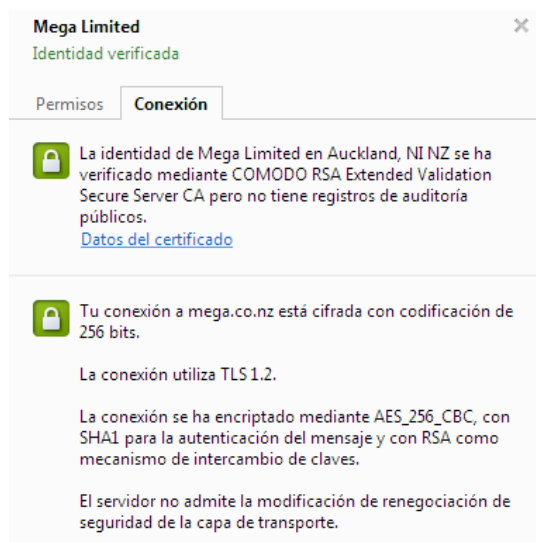 Mega Limited
Identidad verificada
Permisos Conexión
La identidad de Mega Limited en Auckland, NI NZ se ha
verificado mediante COMODO RSA Extended Validation
Secure Server CA pero no tiene registros de auditoría
públicos.
Datos del certificado
Tu conexión a mega.co.nz está cifrada con codificación de
256 bits.
La conexión utiliza TLS 1.2.
La conexión se ha encriptado mediante AES_256_CBC, con
SHA1 para la autenticación del mensaje y con RSA como
mecanismo de intercambio de claves.
El servidor no admite la modificación de renegociación de
seguridad de la capa de transporte.